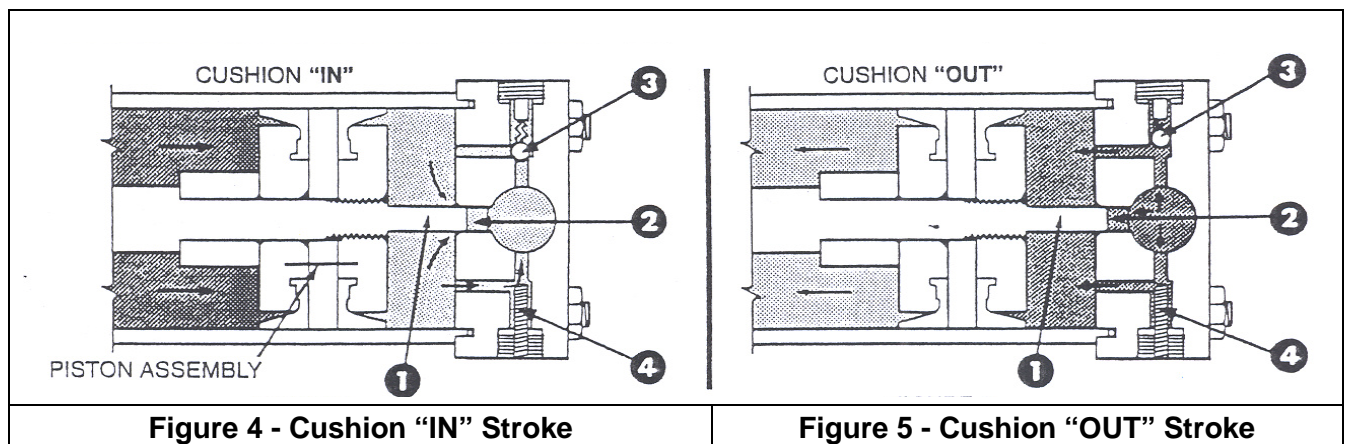 CUSHION “IN”
3
2
PISTON ASSEMBLY
1
4
CUSHION “OUT”
3
2
1
4
Figure 4 - Cushion “IN” Stroke
Figure 5 - Cushion “OUT” Stroke